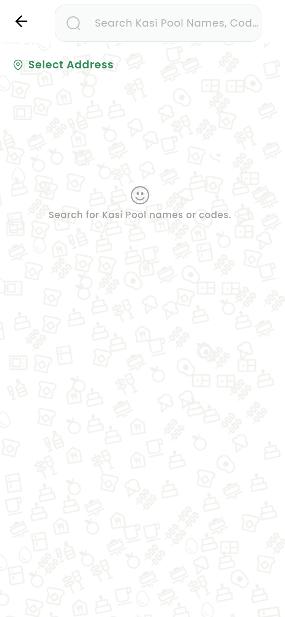 Search Kasi Pool Names, Cod...
Select Address
Search for Kasi Pool names or codes.